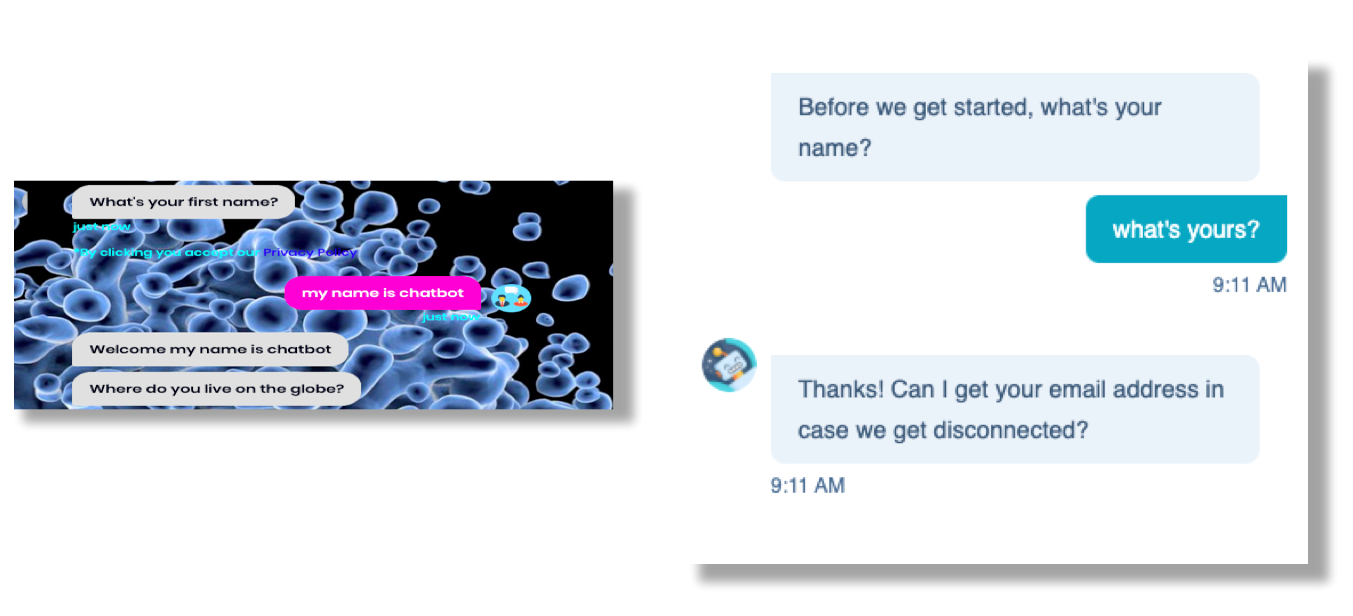 What's your first name?
just now
*By clicking you accept our Privacy Policy
my name is chatbot
just now
Welcome my name is chatbot
Where do you live on the globe?
Before we get started, what's your
name?
what's yours?
9:11 AM
Thanks! Can I get your email address in
case we get disconnected?
9:11 AM